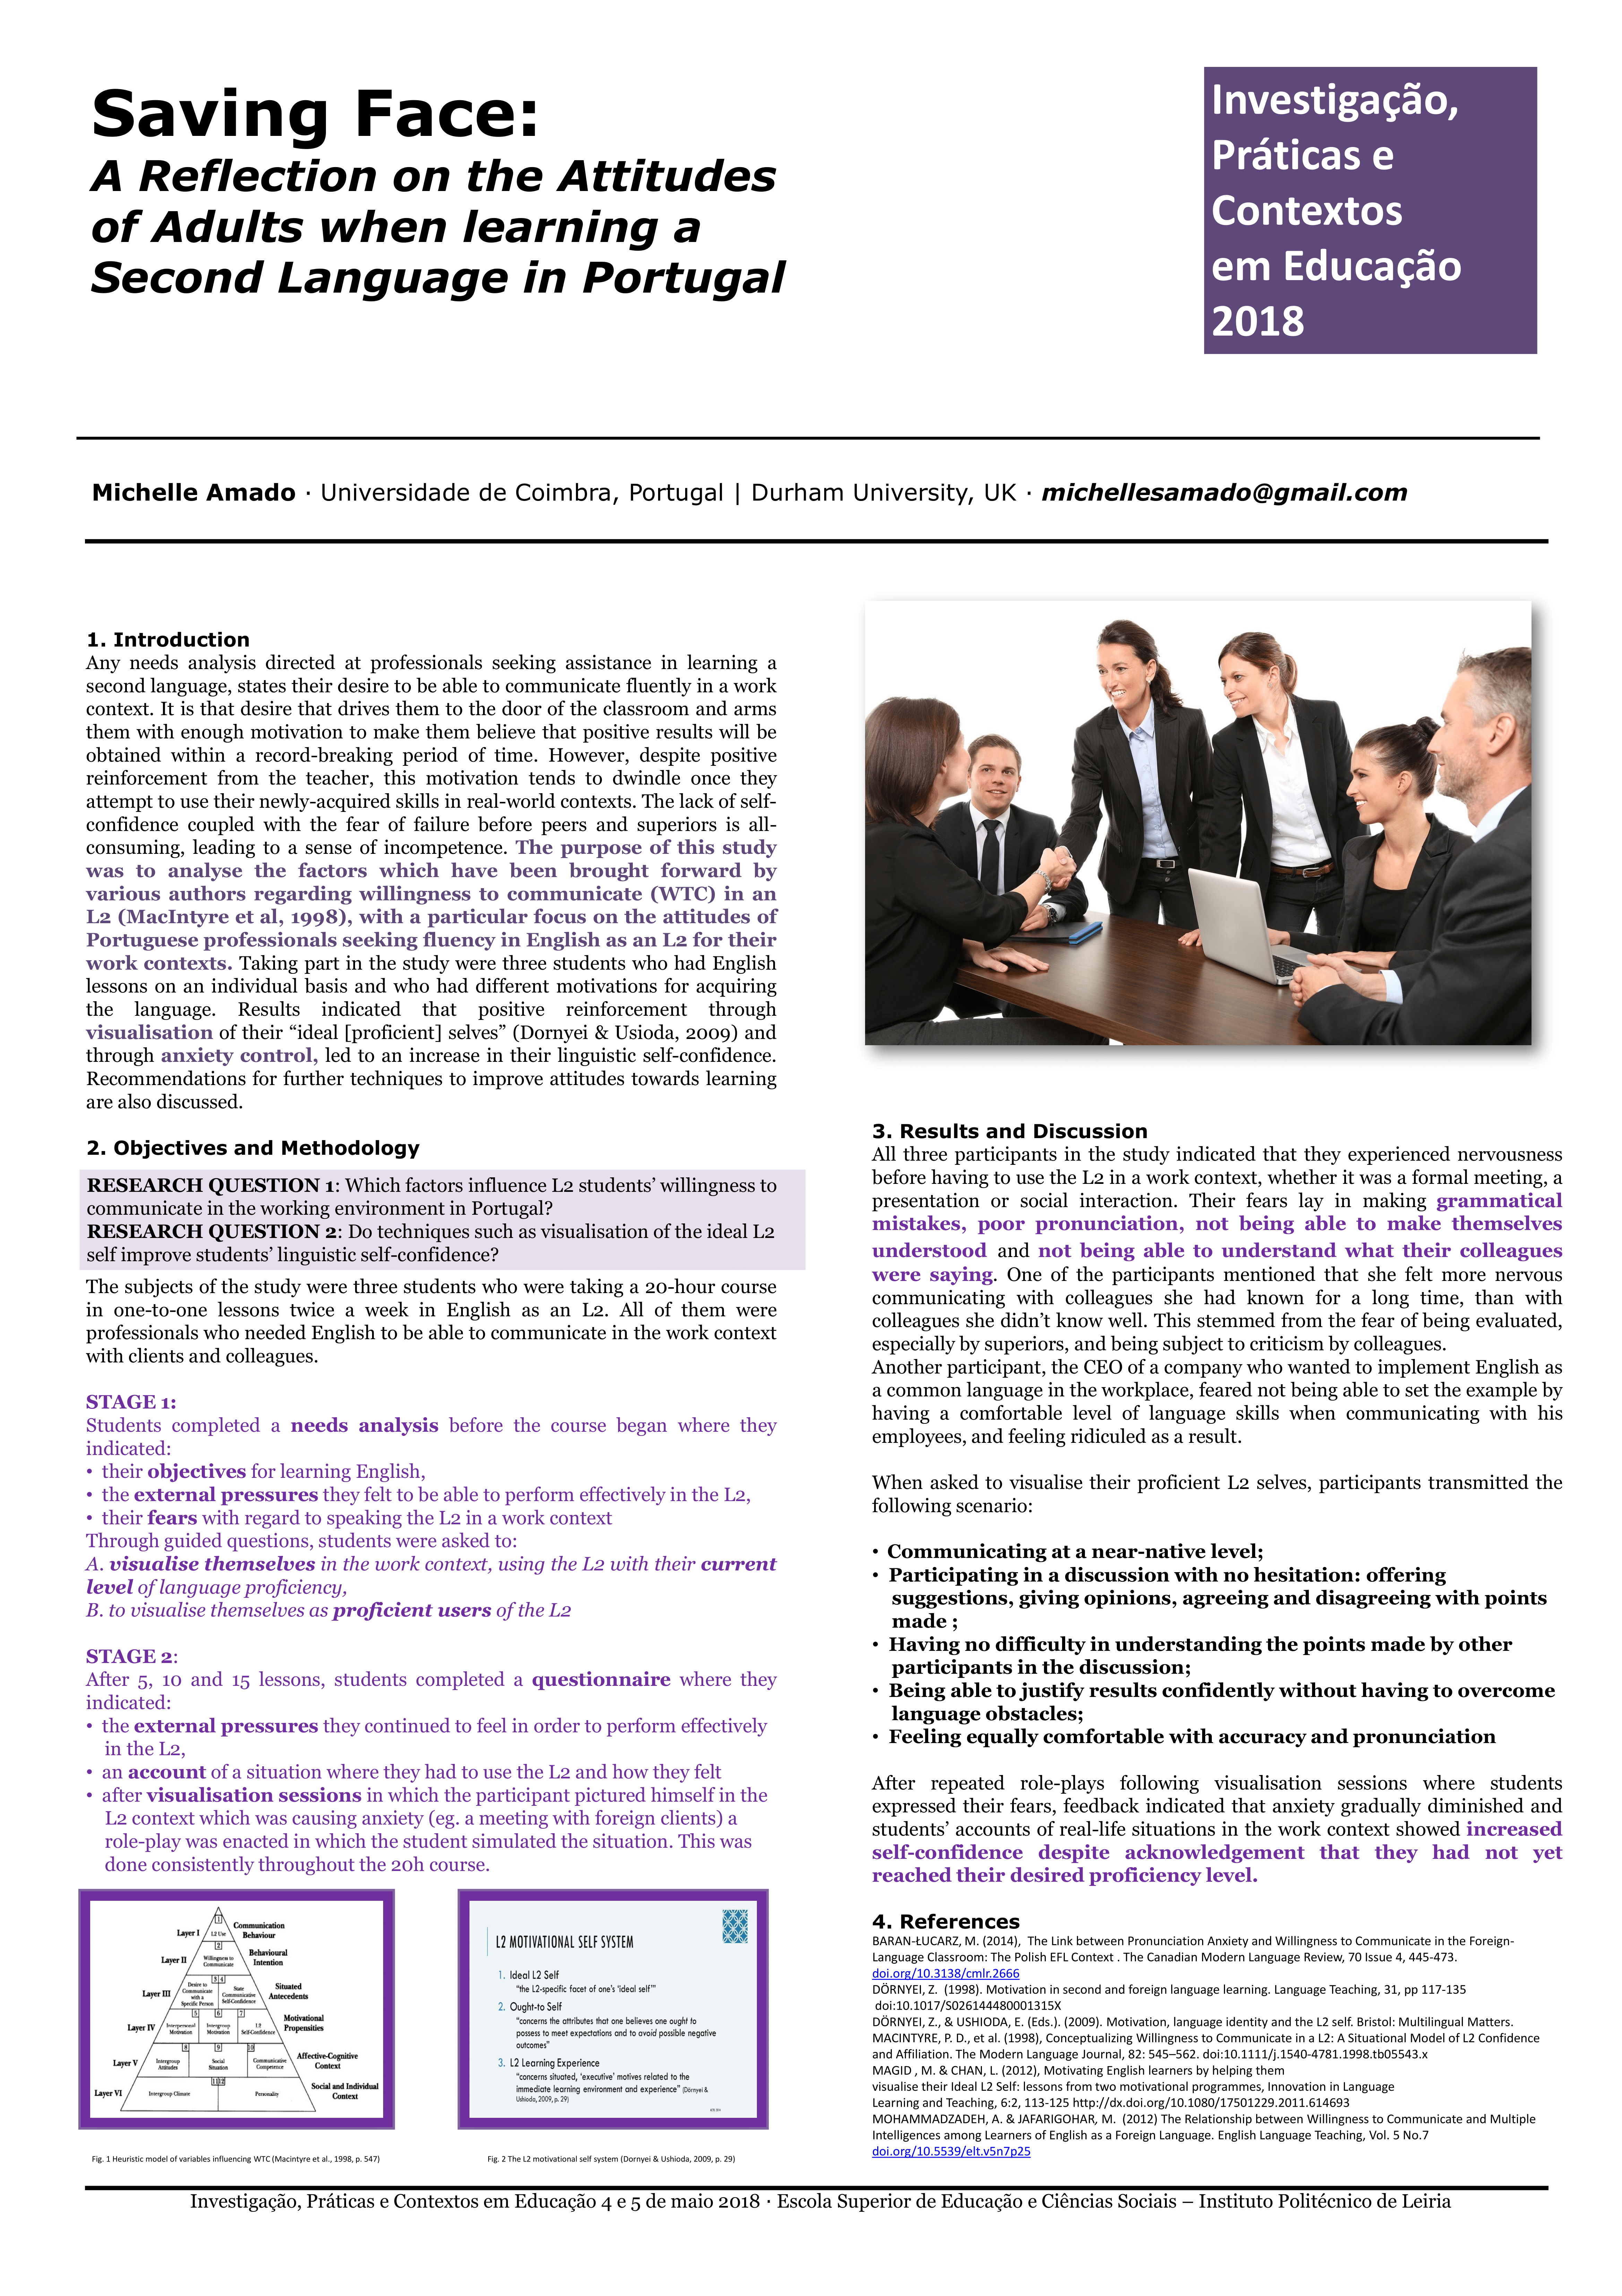 Saving Face:
A Reflection on the Attitudes
of Adults when learning a
Second Language in Portugal
Investigação,
Práticas e
Contextos
em Educação
2018
Michelle Amado · Universidade de Coimbra, Portugal | Durham University, UK · michellesamado@gmail.com
1. Introduction
Any needs analysis directed at professionals seeking assistance in learning a
second language, states their desire to be able to communicate fluently in a work
context. It is that desire that drives them to the door of the classroom and arms
them with enough motivation to make them believe that positive results will be
obtained within a record-breaking period of time. However, despite positive
reinforcement from the teacher, this motivation tends to dwindle once they
attempt to use their newly-acquired skills in real-world contexts. The lack of self-
confidence coupled with the fear of failure before peers and superiors is all-
consuming, leading to a sense of incompetence. The purpose of this study
was to analyse the factors which have been brought forward by
various authors regarding willingness to communicate (WTC) in an
L2 (MacIntyre et al, 1998), with a particular focus on the attitudes of
Portuguese professionals seeking fluency in English as an L2 for their
work contexts. Taking part in the study were three students who had English
lessons on an individual basis and who had different motivations for acquiring
the language. Results indicated that positive reinforcement through
visualisation of their “ideal [proficient] selves” (Dornyei & Usioda, 2009) and
through anxiety control, led to an increase in their linguistic self-confidence.
Recommendations for further techniques to improve attitudes towards learning
are also discussed.
2. Objectives and Methodology
RESEARCH QUESTION 1: Which factors influence L2 students’ willingness to
communicate in the working environment in Portugal?
RESEARCH QUESTION 2: Do techniques such as visualisation of the ideal L2
self improve students’ linguistic self-confidence?
The subjects of the study were three students who were taking a 20-hour course
in one-to-one lessons twice a week in English as an L2. All of them were
professionals who needed English to be able to communicate in the work context
with clients and colleagues.
STAGE 1:
Students completed a needs analysis before the course began where they
indicated:
• their objectives for learning English,
• the external pressures they felt to be able to perform effectively in the L2,
• their fears with regard to speaking the L2 in a work context
Through guided questions, students were asked to:
A. visualise themselves in the work context, using the L2 with their current
level of language proficiency,
B. to visualise themselves as proficient users of the L2
STAGE 2:
After 5, 10 and 15 lessons, students completed a questionnaire where they
indicated:
• the external pressures they continued to feel in order to perform effectively
in the L2,
• an account of a situation where they had to use the L2 and how they felt
• after visualisation sessions in which the participant pictured himself in the
L2 context which was causing anxiety (eg. a meeting with foreign clients) a
role-play was enacted in which the student simulated the situation. This was
done consistently throughout the 20h course.
1
Layer I L2 Use Communication
Behaviour
2
Layer II Willingness to
Communicate Behavioural
Intention
3 4
Layer III Desire to
Communicate
with a
Specific Person State
Communicative
Self-Confidence Situated
Antecedents
5 6 7
Layer IV Interpersonal
Motivation Intergroup
Motivation L2
Self-Confidence Motivational
Propensities
8 9 10
Layer V Intergroup
Attitudes Social
Situation Communicative
Competence Affective-Cognitive
Context
11 12
Layer VI Intergroup Climate Personality Social and Individual
Context
Fig. 1 Heuristic model of variables influencing WTC (Macintyre et al., 1998, p. 547)
L2 MOTIVATIONAL SELF SYSTEM
1. Ideal L2 Self
“the L2-specific facet of one’s ‘ideal self’”
2. Ought-to Self
“concerns the attributes that one believes one ought to
possess to meet expectations and to avoid possible negative
outcomes”
3. L2 Learning Experience
“concerns situated, ‘executive’ motives related to the
immediate learning environment and experience” (Dörnyei &
Ushioda, 2009, p. 29)
Fig. 2 The L2 motivational self system (Dornyei & Ushioda, 2009, p. 29)
3. Results and Discussion
All three participants in the study indicated that they experienced nervousness
before having to use the L2 in a work context, whether it was a formal meeting, a
presentation or social interaction. Their fears lay in making grammatical
mistakes, poor pronunciation, not being able to make themselves
understood and not being able to understand what their colleagues
were saying. One of the participants mentioned that she felt more nervous
communicating with colleagues she had known for a long time, than with
colleagues she didn’t know well. This stemmed from the fear of being evaluated,
especially by superiors, and being subject to criticism by colleagues.
Another participant, the CEO of a company who wanted to implement English as
a common language in the workplace, feared not being able to set the example by
having a comfortable level of language skills when communicating with his
employees, and feeling ridiculed as a result.
When asked to visualise their proficient L2 selves, participants transmitted the
following scenario:
• Communicating at a near-native level;
• Participating in a discussion with no hesitation: offering
suggestions, giving opinions, agreeing and disagreeing with points
made ;
• Having no difficulty in understanding the points made by other
participants in the discussion;
• Being able to justify results confidently without having to overcome
language obstacles;
• Feeling equally comfortable with accuracy and pronunciation
After repeated role-plays following visualisation sessions where students
expressed their fears, feedback indicated that anxiety gradually diminished and
students’ accounts of real-life situations in the work context showed increased
self-confidence despite acknowledgement that they had not yet
reached their desired proficiency level.
4. References
BARAN-ŁUCARZ, M. (2014), The Link between Pronunciation Anxiety and Willingness to Communicate in the Foreign-
Language Classroom: The Polish EFL Context . The Canadian Modern Language Review, 70 Issue 4, 445-473.
doi.org/10.3138/cmlr.2666
DÖRNYEI, Z. (1998). Motivation in second and foreign language learning. Language Teaching, 31, pp 117-135
doi:10.1017/S026144480001315X
DÖRNYEI, Z., & USHIODA, E. (Eds.). (2009). Motivation, language identity and the L2 self. Bristol: Multilingual Matters.
MACINTYRE, P. D., et al. (1998), Conceptualizing Willingness to Communicate in a L2: A Situational Model of L2 Confidence
and Affiliation. The Modern Language Journal, 82: 545–562. doi:10.1111/j.1540-4781.1998.tb05543.x
MAGID , M. & CHAN, L. (2012), Motivating English learners by helping them
visualise their Ideal L2 Self: lessons from two motivational programmes, Innovation in Language
Learning and Teaching, 6:2, 113-125 http://dx.doi.org/10.1080/17501229.2011.614693
MOHAMMADZADEH, A. & JAFARIGOHAR, M. (2012) The Relationship between Willingness to Communicate and Multiple
Intelligences among Learners of English as a Foreign Language. English Language Teaching, Vol. 5 No.7
doi.org/10.5539/elt.v5n7p25
Investigação, Práticas e Contextos em Educação 4 e 5 de maio 2018 · Escola Superior de Educação e Ciências Sociais – Instituto Politécnico de Leiria